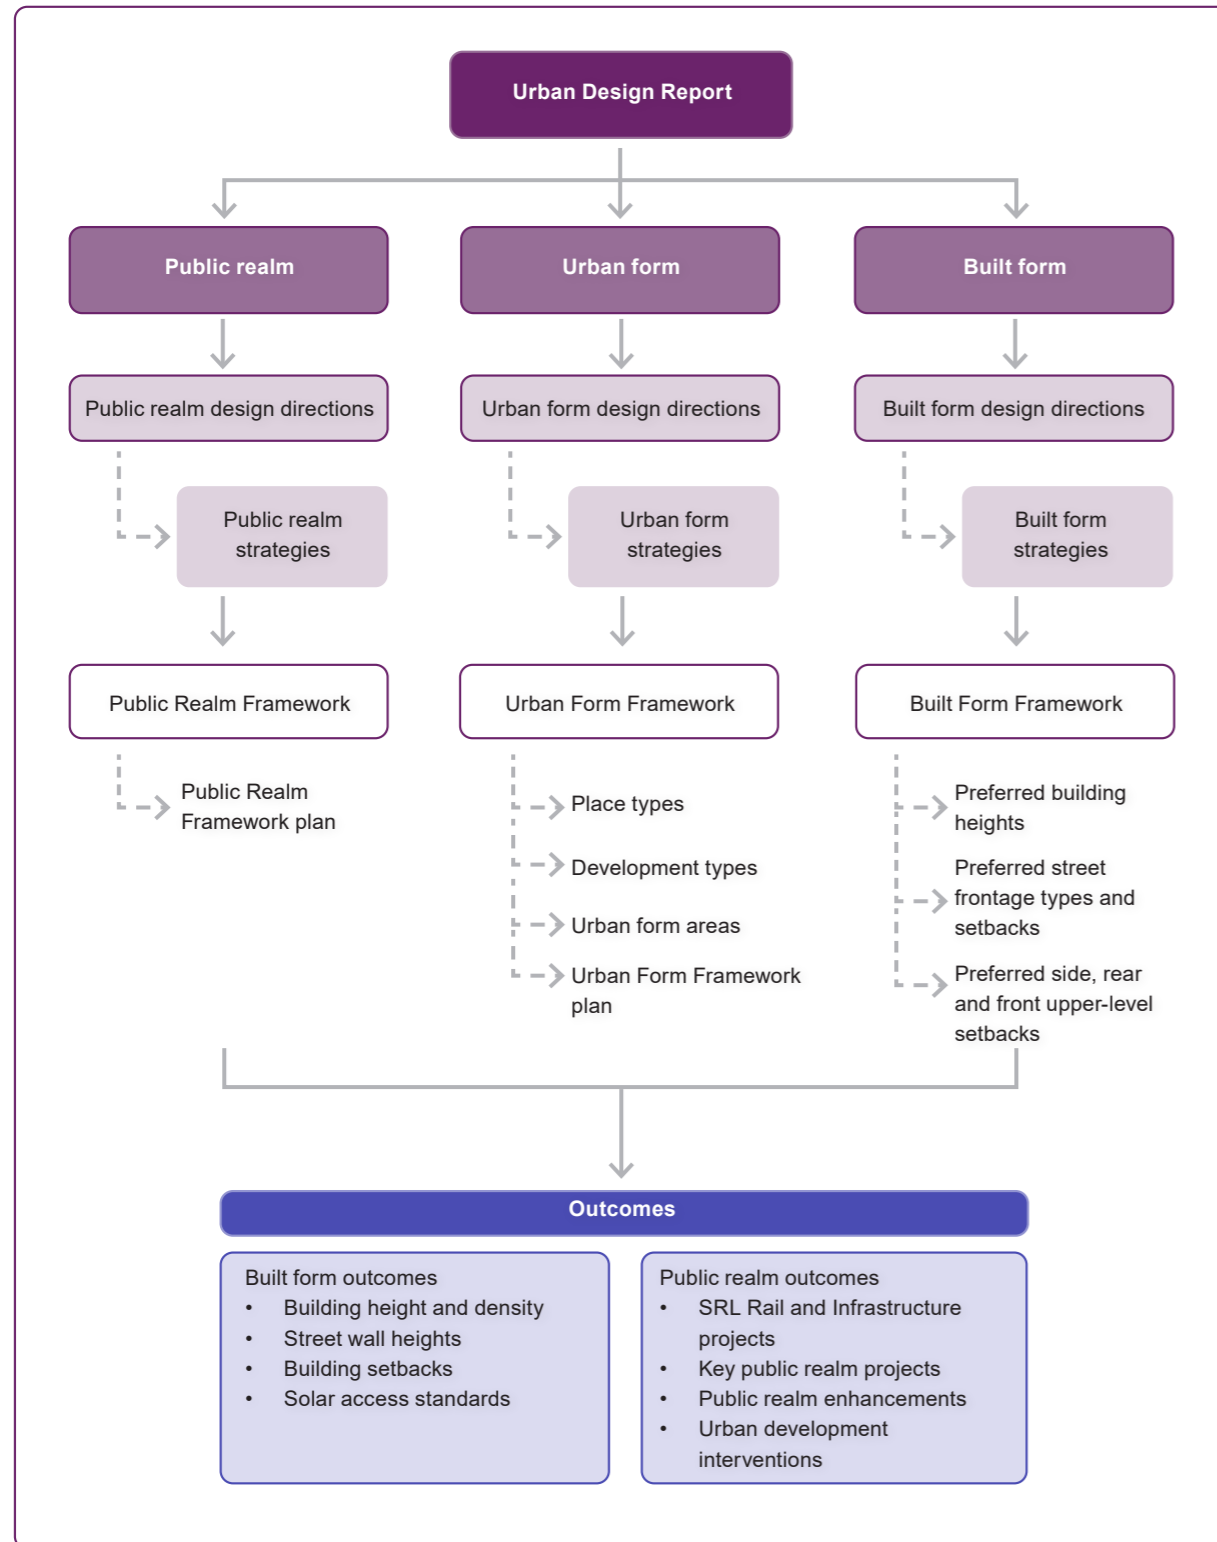 Urban Design Report
Public realm
Urban form
Built form
Public realm design directions
Urban form design directions
Built form design directions
Public realm
strategies
Urban form
strategies
Built form
strategies
Public Realm Framework
Urban Form Framework
Built Form Framework
Public Realm
Framework plan
Place types
Development types
Urban form areas
Urban Form Framework
plan
Preferred building
heights
Preferred street
frontage types and
setbacks
Preferred side, rear
and front upper-level
setbacks
Outcomes
Built form outcomes
• Building height and density
• Street wall heights
• Building setbacks
• Solar access standards
Public realm outcomes
• SRL Rail and Infrastructure
projects
• Key public realm projects
• Public realm enhancements
• Urban development
interventions